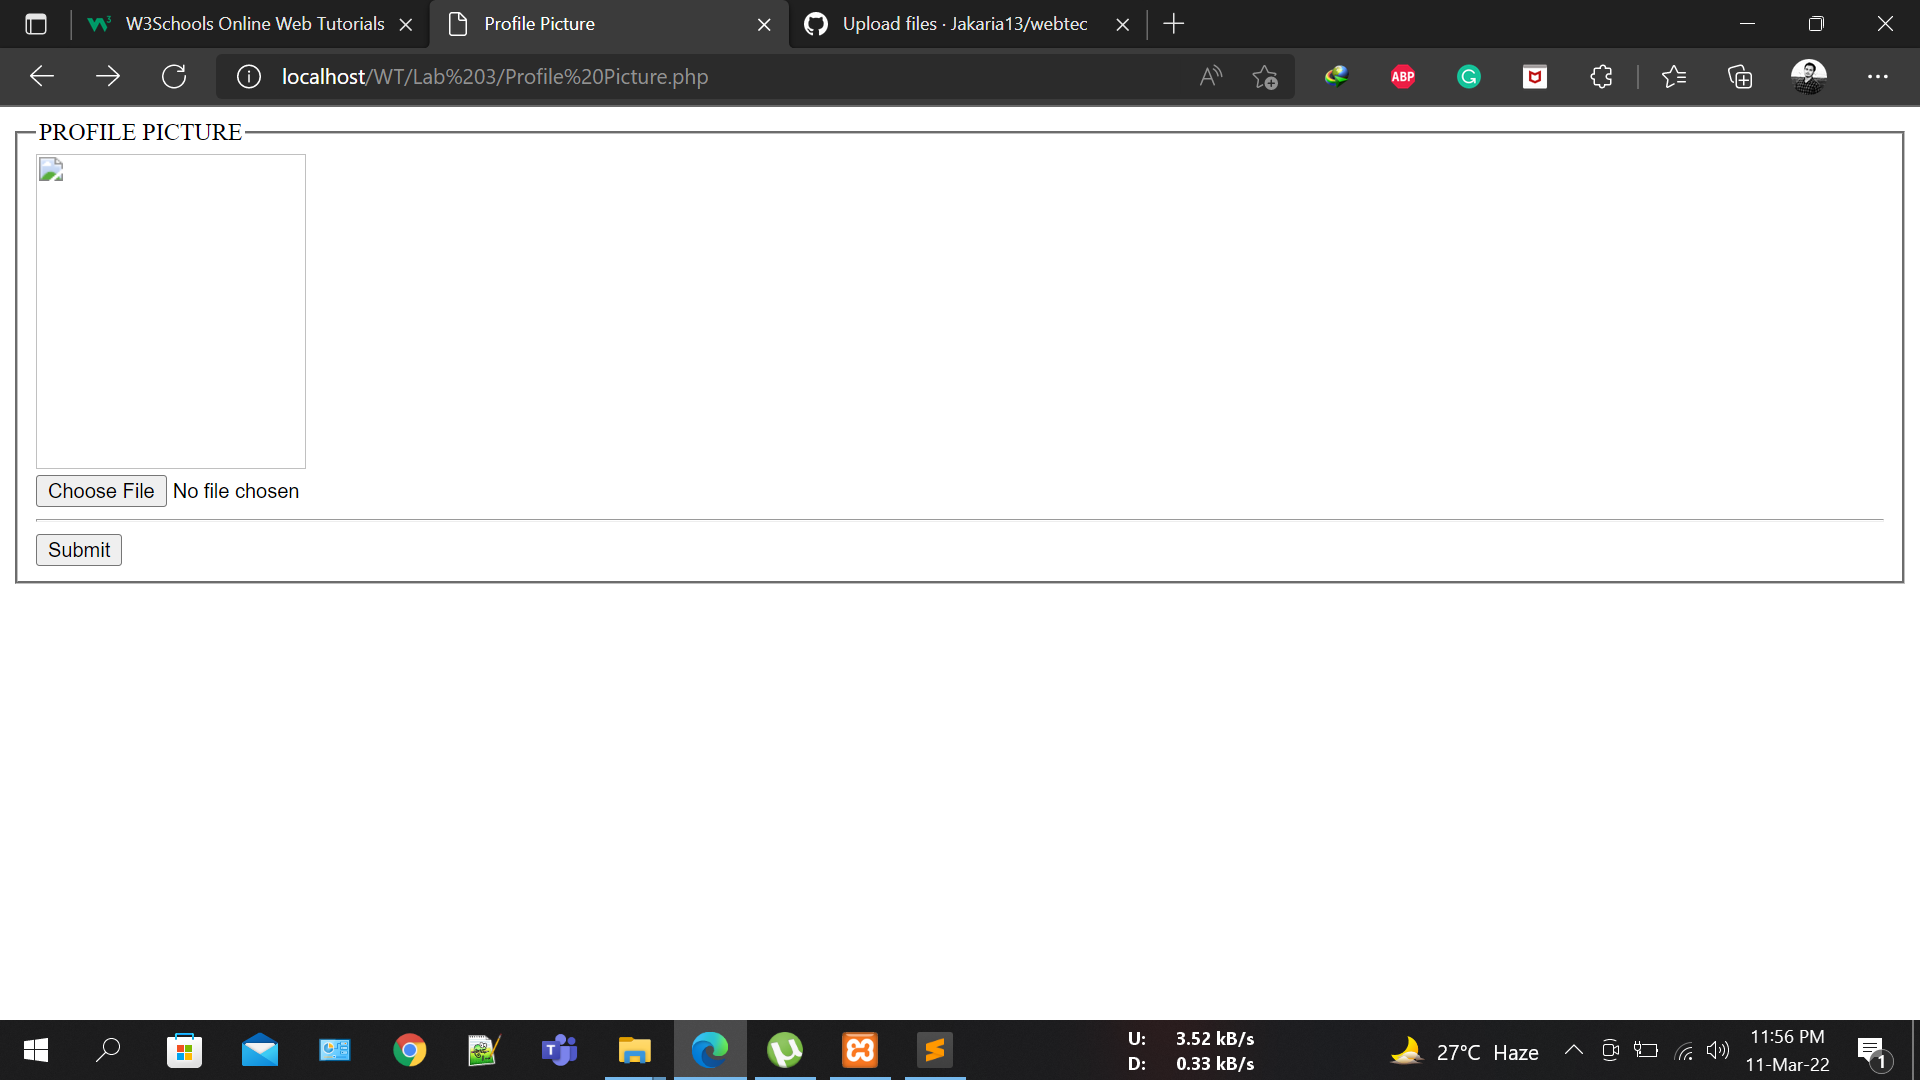 W3Schools Online Web Tutorials
Profile Picture
Upload files · Jakaria13/webtec
localhost/WT/Lab%203/Profile%20Picture.php
ABP
PROFILE PICTURE
Choose File No file chosen
Submit
U: 3.52 kB/s
D: 0.33 kB/s
27°C Haze
11:56 PM
11-Mar-22
1